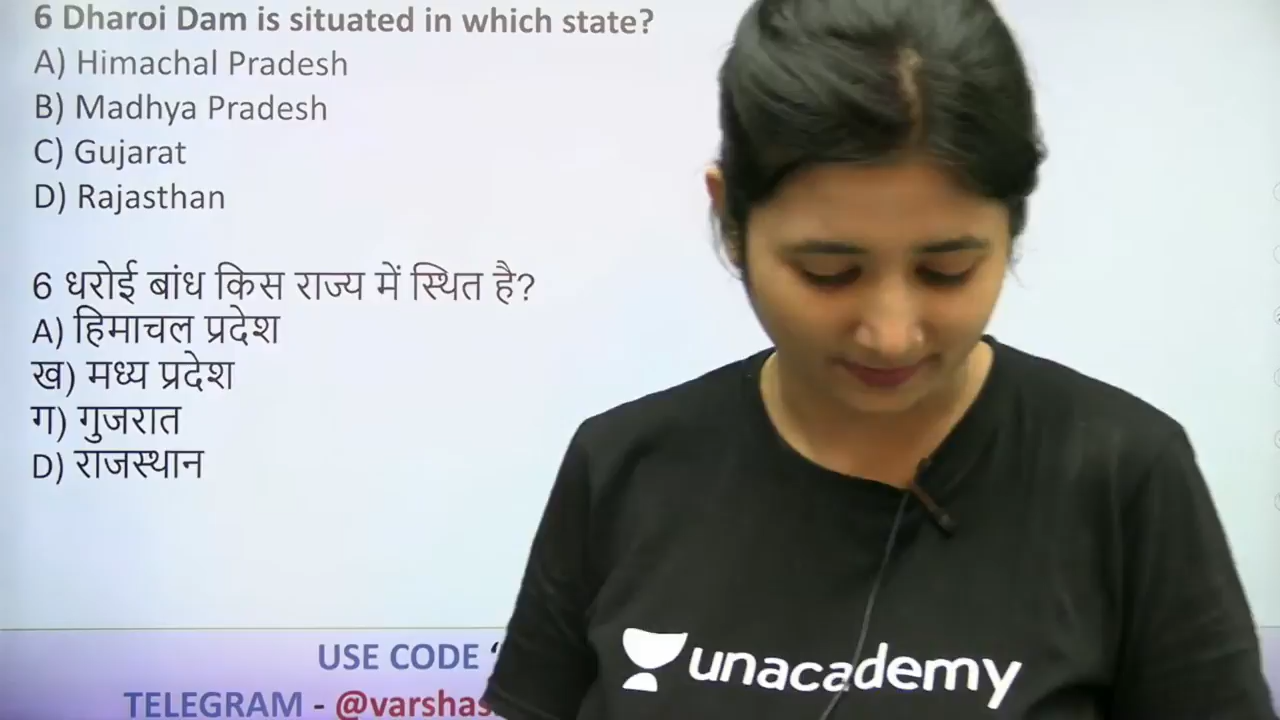 6 Dharoi Dam is situated in which state?
A) Himachal Pradesh
B) Madhya Pradesh
C) Gujarat
D) Rajasthan
6 धरोई बांध किस राज्य में स्थित है?
A) हिमाचल प्रदेश
ख) मध्य प्रदेश
ग) गुजरात
D) राजस्थान
USE CODE ‘
TELEGRAM - @varshas
unacademy